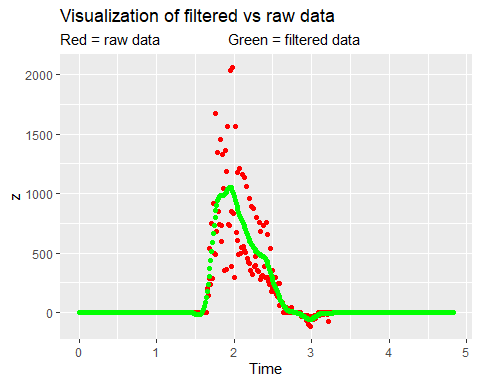 Visualization of filtered vs raw data
Red = raw data Green = filtered data
2000
1500
1000
500
0
z
0 1 2 3 4 5
Time